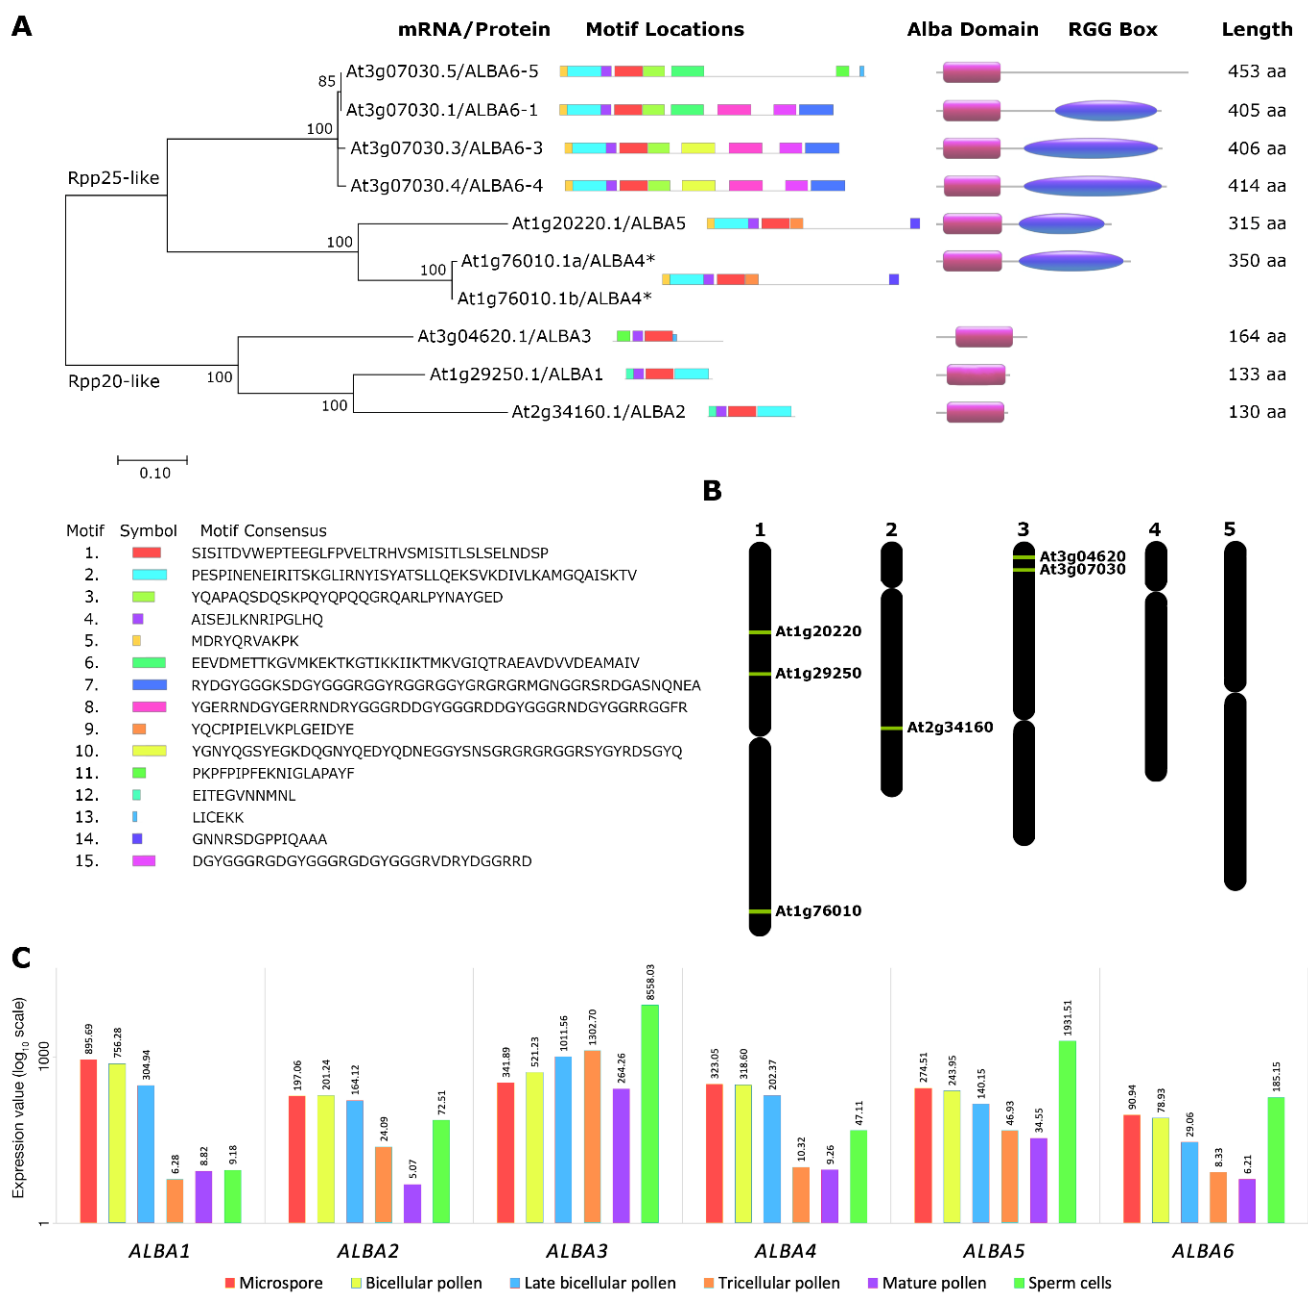 A
mRNA/Protein Motif Locations Alba Domain RGG Box Length
At3g07030.5/ALBA6-5 453 aa
85
At3g07030.1/ALBA6-1 405 aa
100
At3g07030.3/ALBA6-3 406 aa
Rpp25-like
At3g07030.4/ALBA6-4 414 aa
At1g20220.1/ALBA5 315 aa
100
At1g76010.1a/ALBA4* 350 aa
100
At1g76010.1b/ALBA4*
At3g04620.1/ALBA3 164 aa
Rpp20-like
100
At1g29250.1/ALBA1 133 aa
100
At2g34160.1/ALBA2 130 aa
0.10
Motif Symbol Motif Consensus
1. SISITDVWEPTEEGLFPVELTRHVSMISITLSLSELNDSP
2. PESPINENEIRITSKGLIRNYISYATSLLQEKSVKDIVLKAMGQAISKTV
3. YQAPAQSDQSKPQYQPQQGRQARLPYNAYGED
4. AISEJLKNRIPGLHQ
5. MDRYQRVAKPK
6. EEVDMETTKGVMKEKTKGTIKKIIKTMKVGIQTRAEAVDVVDEAMAIV
7. RYDGYGGGKSDGYGGGRGGYRGGRGGYGRGRGRMGNGGRSRDGASNQNEA
8. YGERRNDGYGERRNDRYGGGRDDGYGGGRDDGYGGGRNDGYGGRRGGFR
9. YQCPIPIELVKPLGEIDYE
10. YGNYQGSYEGKDQGNYQEDYQDNEGGYSNSGRGRGRGGRSYGYRDSGYQ
11. PKPFPIPFEKNIGLAPAYF
12. EITEGVNNMNL
13. LICEKK
14. GNNRSDGPPIQAAA
15. DGYGGGRGDGYGGGRGDGYGGGRVDRYDGGRRD
B
1 2 3 4 5
At3g04620
At3g07030
At1g20220
At1g29250
At2g34160
At1g76010
C
Expression value (log10 scale)
1000
1
895.69 756.28 304.94 6.28 8.82 9.18
197.06 201.24 164.12 24.09 5.07 72.51
341.89 521.23 1011.56 1302.70 264.26 8558.03
323.05 318.60 202.37 10.32 9.26 47.11
274.51 243.95 140.15 46.93 34.55 1931.51
90.94 78.93 29.06 8.33 6.21 185.15
ALBA1 ALBA2 ALBA3 ALBA4 ALBA5 ALBA6
Microspore Bicellular pollen Late bicellular pollen Tricellular pollen Mature pollen Sperm cells